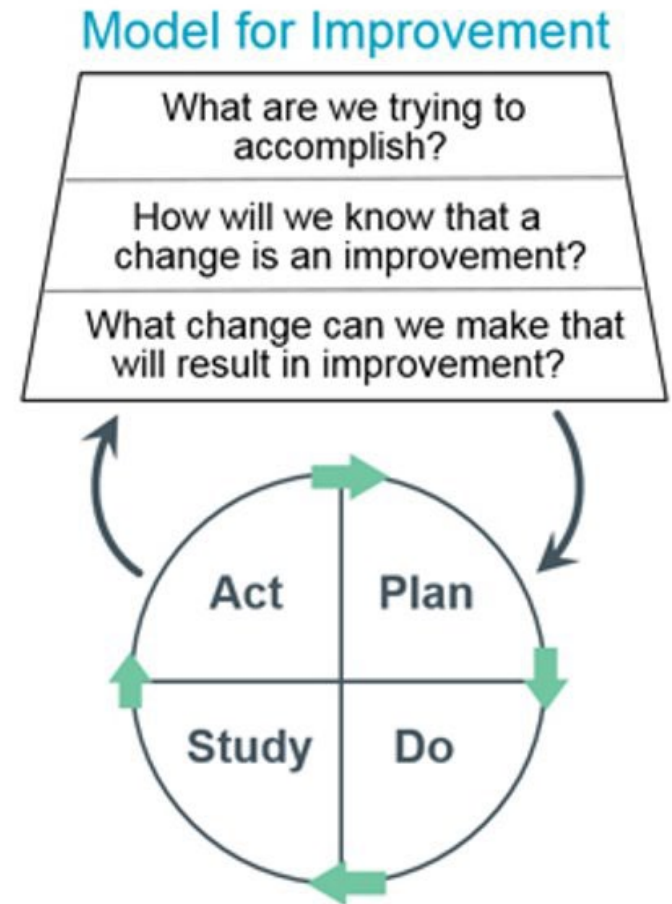 Model for Improvement
What are we trying to
accomplish?
How will we know that a
change is an improvement?
What change can we make that
will result in improvement?
Act
Plan
Study
Do